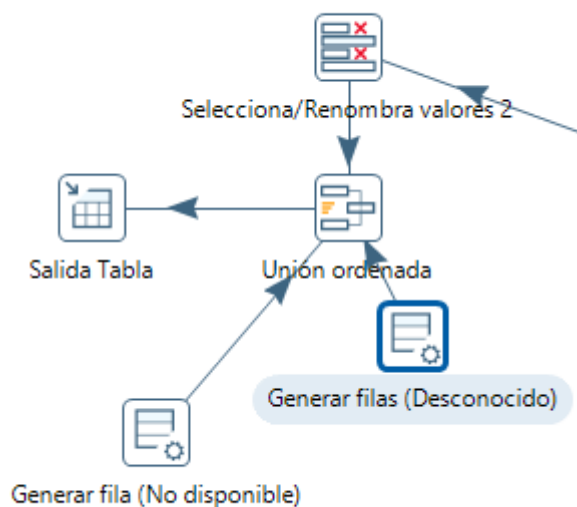 Selecciona/Renombra valores 2
Salida Tabla
Unión ordenada
Generar filas (Desconocido)
Generar fila (No disponible)